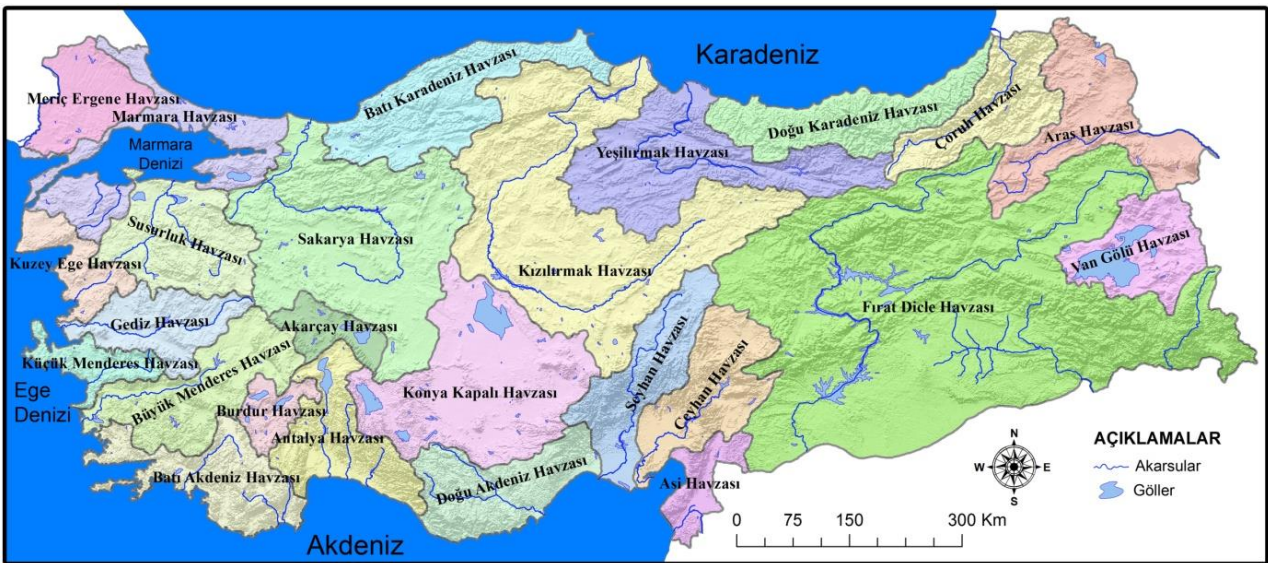 Karadeniz
Batı Karadeniz Havzası
Meriç Ergene Havzası
Marmara Havzası
Marmara
Denizi
Doğu Karadeniz Havzası
Çoruh Havzası
Aras Havzası
Yeşilırmak Havzası
Susurluk Havzası
Sakarya Havzası
Kuzey Ege Havzası
Kızılırmak Havzası
Van Gölü Havzası
Fırat Dicle Havzası
Gediz Havzası
Akarçay Havzası
Küçük Menderes Havzası
Ege
Denizi
Büyük Menderes Havzası
Burdur Havzası
Antalya Havzası
Konya Kapalı Havzası
Seyhan Havzası
Ceyhan Havzası
Batı Akdeniz Havzası
Doğu Akdeniz Havzası
Asi Havzası
Akdeniz
N
W E
S
AÇIKLAMALAR
Akarsular
Göller
0 75 150 300 Km